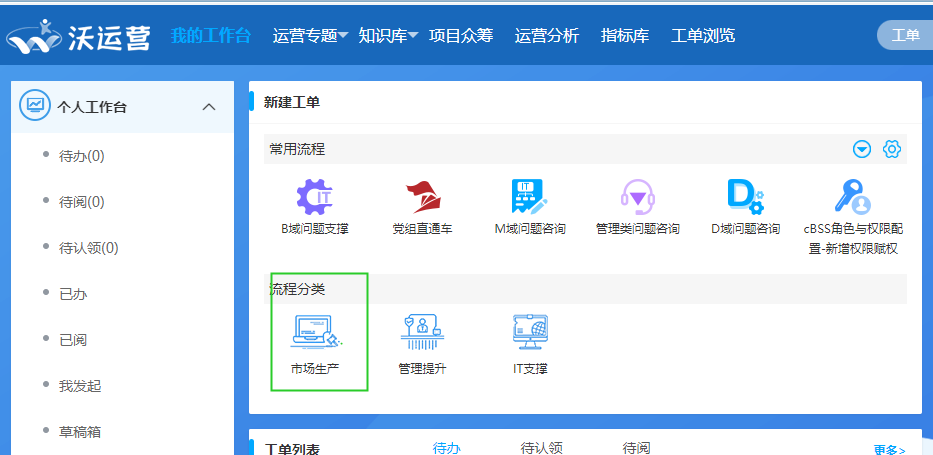 沃运营 我的工作台 运营专题 知识库 项目众筹 运营分析 指标库 工单浏览 工单
个人工作台
待办(0)
待阅(0)
待认领(0)
已办
已阅
我发起
草稿箱
新建工单
常用流程
IT IT
B域问题支撑 党组直通车 M域问题咨询 管理类问题咨询 D域问题咨询 cBSS角色与权限配
置-新增权限赋权
流程分类
市场生产 管理提升 IT支撑
工单列表 待办 待认领 待阅 更多>